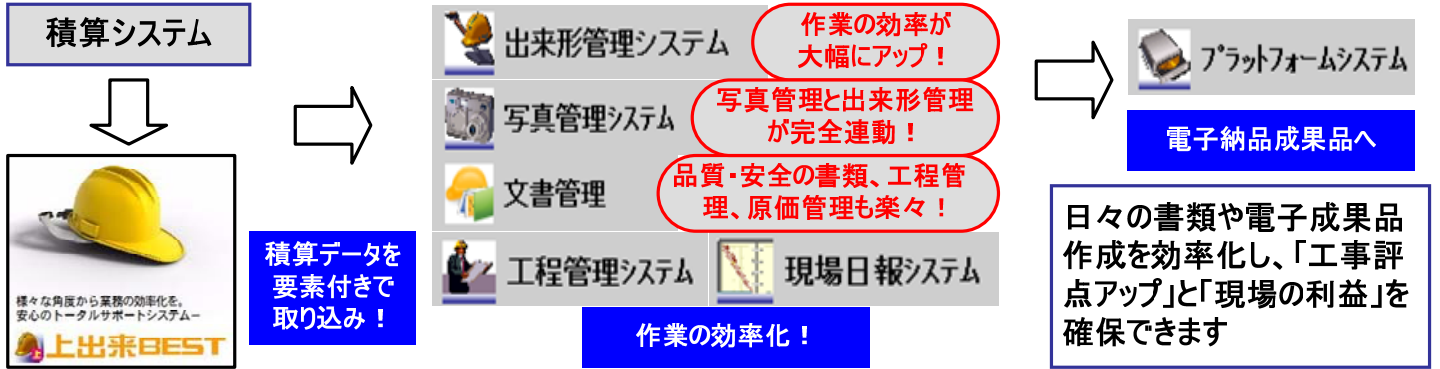 積算システム
様々な角度から業務の効率化を。
安心のトータルサポートシステムー
上出来BEST
積算データを
要素付きで
取り込み！
出来形管理システム
作業の効率が
大幅にアップ！
写真管理システム
写真管理と出来形管理
が完全連動！
文書管理
品質・安全の書類、工程管
理、原価管理も楽々！
工程管理システム
現場日報システム
作業の効率化！
プラットフォームシステム
電子納品成果品へ
日々の書類や電子成果品
作成を効率化し、「工事評
点アップ」と「現場の利益」を
確保できます